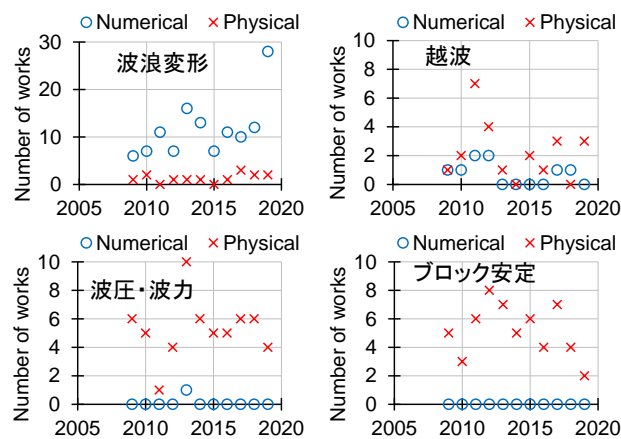 Numerical Physical
Number of works
波浪変形
30
20
10
0
2005 2010 2015 2020
Numerical Physical
Number of works
越波
10
8
6
4
2
0
2005 2010 2015 2020
Numerical Physical
Number of works
波圧・波力
10
8
6
4
2
0
2005 2010 2015 2020
Numerical Physical
Number of works
ブロック安定
10
8
6
4
2
0
2005 2010 2015 2020